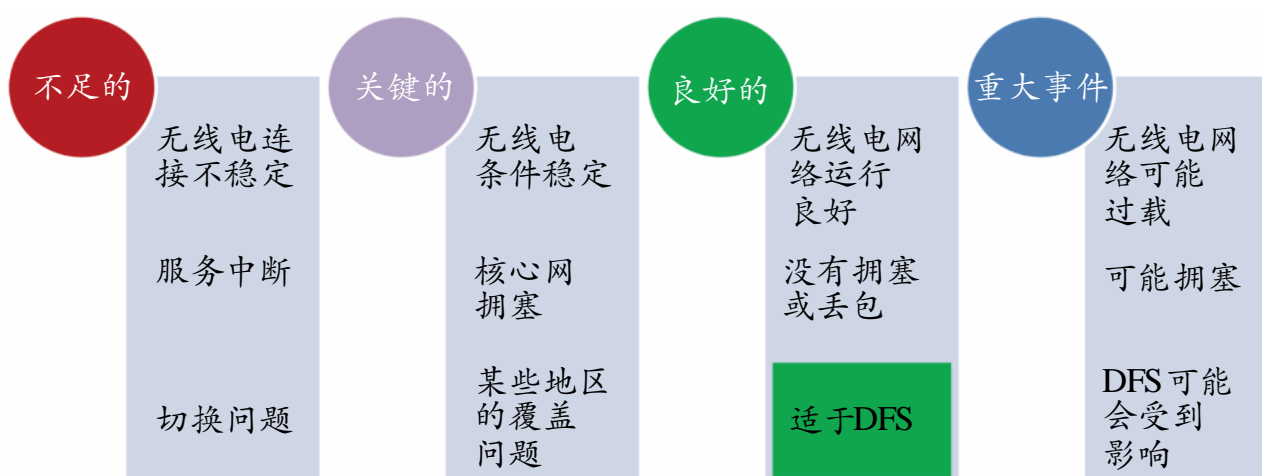 不足的
无线电连
接不稳定
服务中断
切换问题
关键的
无线电
条件稳定
核心网
拥塞
某些地区
的覆盖
问题
良好的
无线电网
络运行
良好
没有拥塞
或丢包
适于DFS
重大事件
无线电网
络可能
过载
可能拥塞
DFS可能
会受到
影响